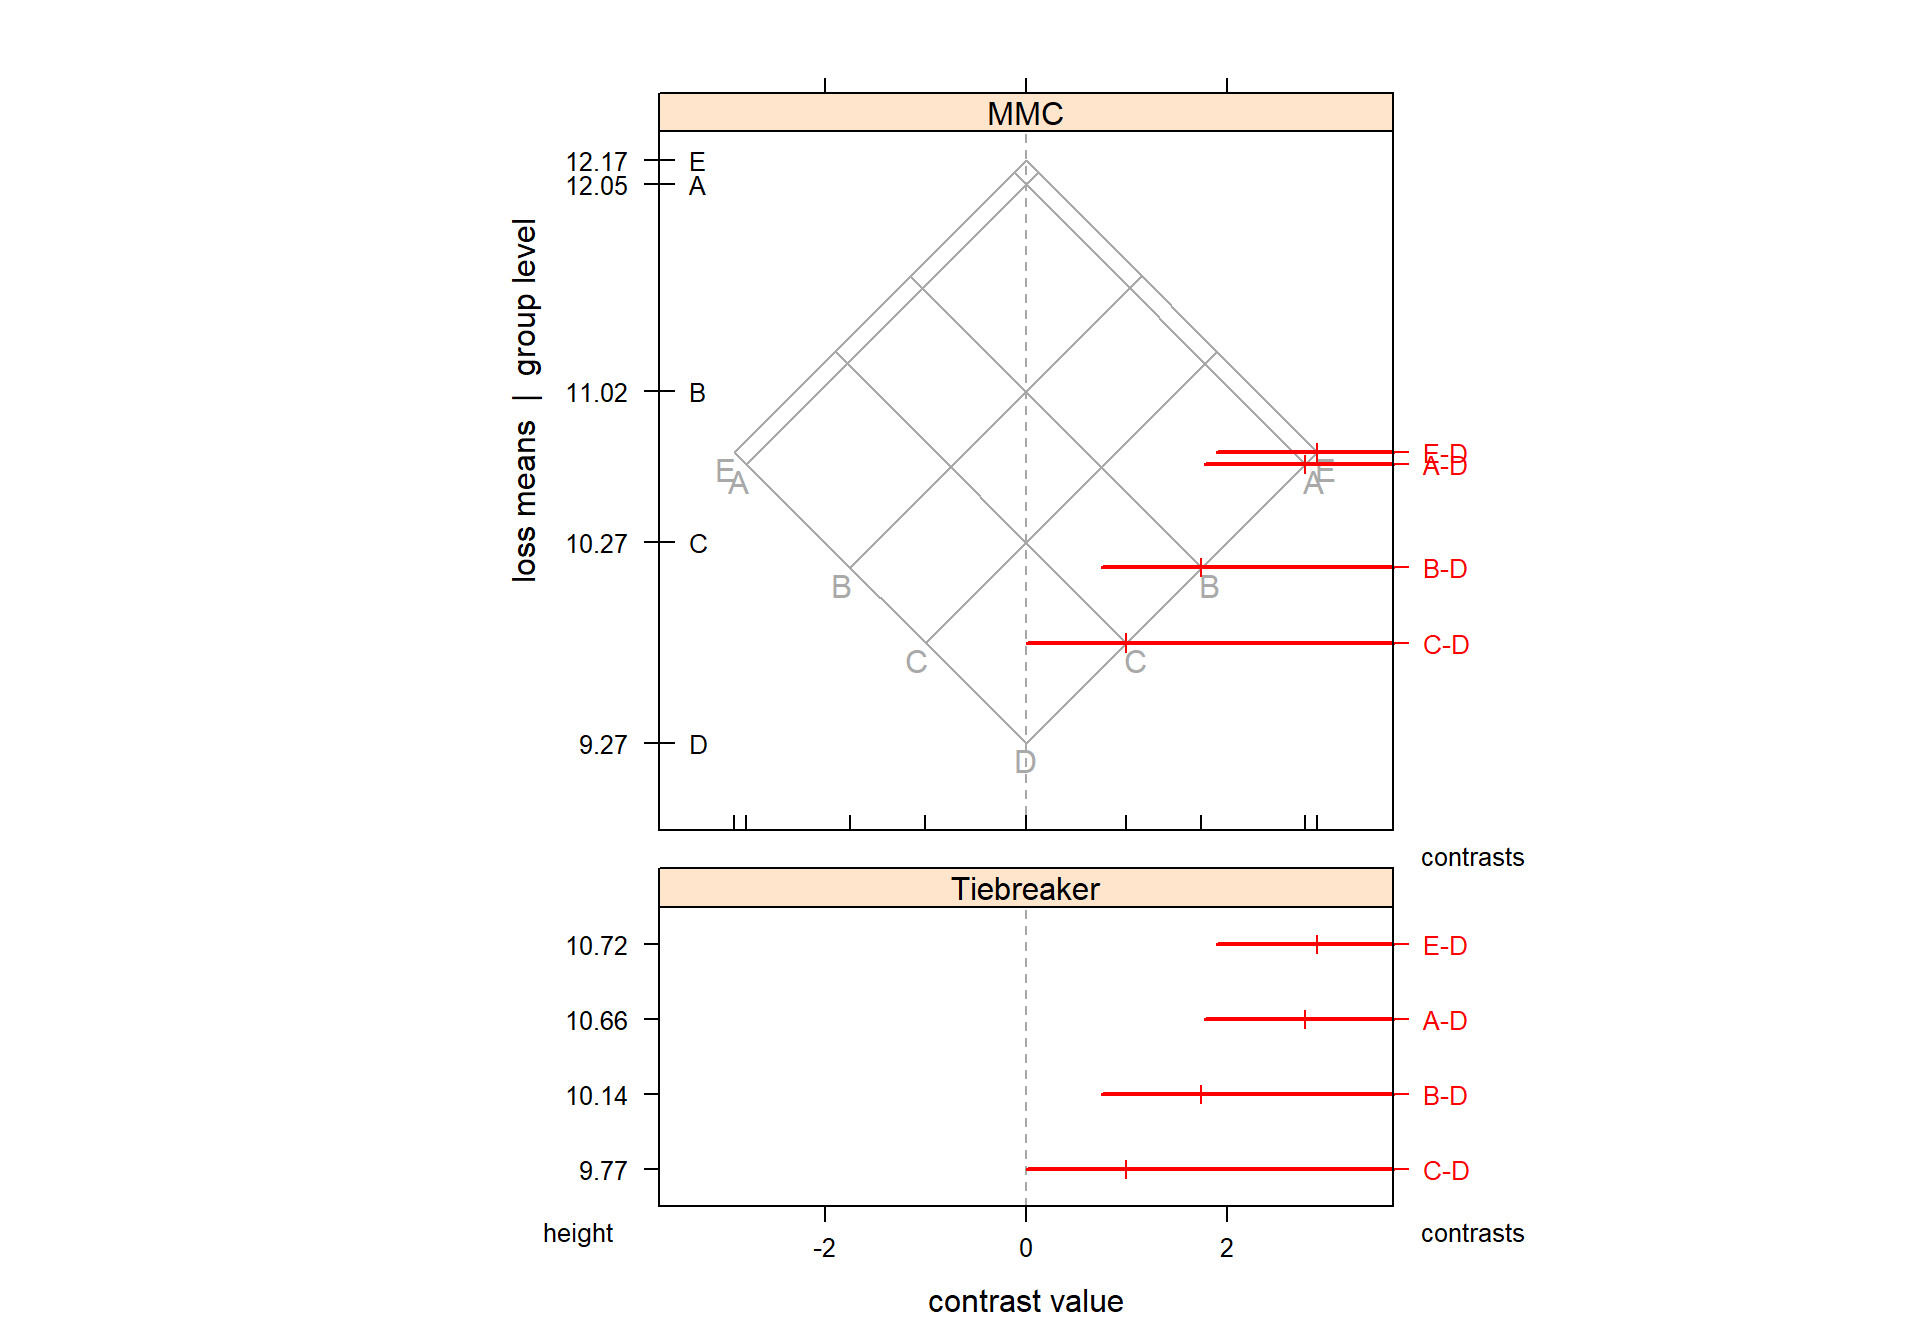 MMC
12.17 E
12.05 A
11.02 B
10.27 C
9.27 D
loss means | group level
E-D
A-D
B-D
C-D
E A A E
B B
C C
D
contrasts
Tiebreaker
10.72 E-D
10.66 A-D
10.14 B-D
9.77 C-D
height contrasts
-2 0 2
contrast value